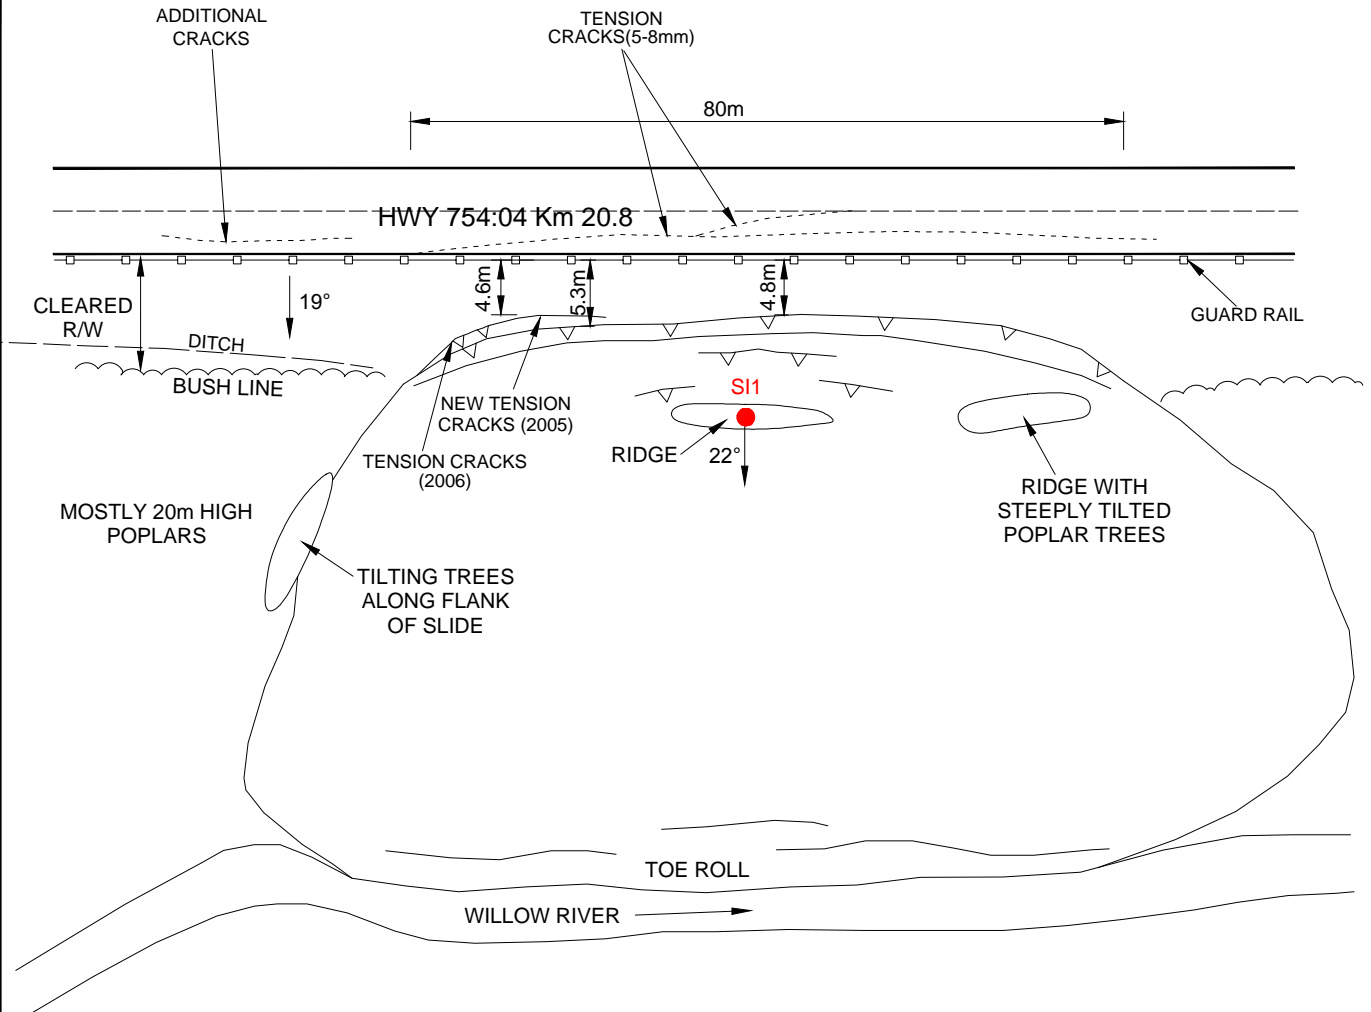 ADDITIONAL
CRACKS
TENSION
CRACKS(5-8mm)
80m
HWY 754:04 Km 20.8
4.6m
5.3m
4.8m
19°
CLEARED
R/W
GUARD RAIL
DITCH
BUSH LINE
SI1
NEW TENSION
CRACKS (2005)
RIDGE
22°
TENSION CRACKS
(2006)
RIDGE WITH
STEEPLY TILTED
POPLAR TREES
MOSTLY 20m HIGH
POPLARS
TILTING TREES
ALONG FLANK
OF SLIDE
TOE ROLL
WILLOW RIVER